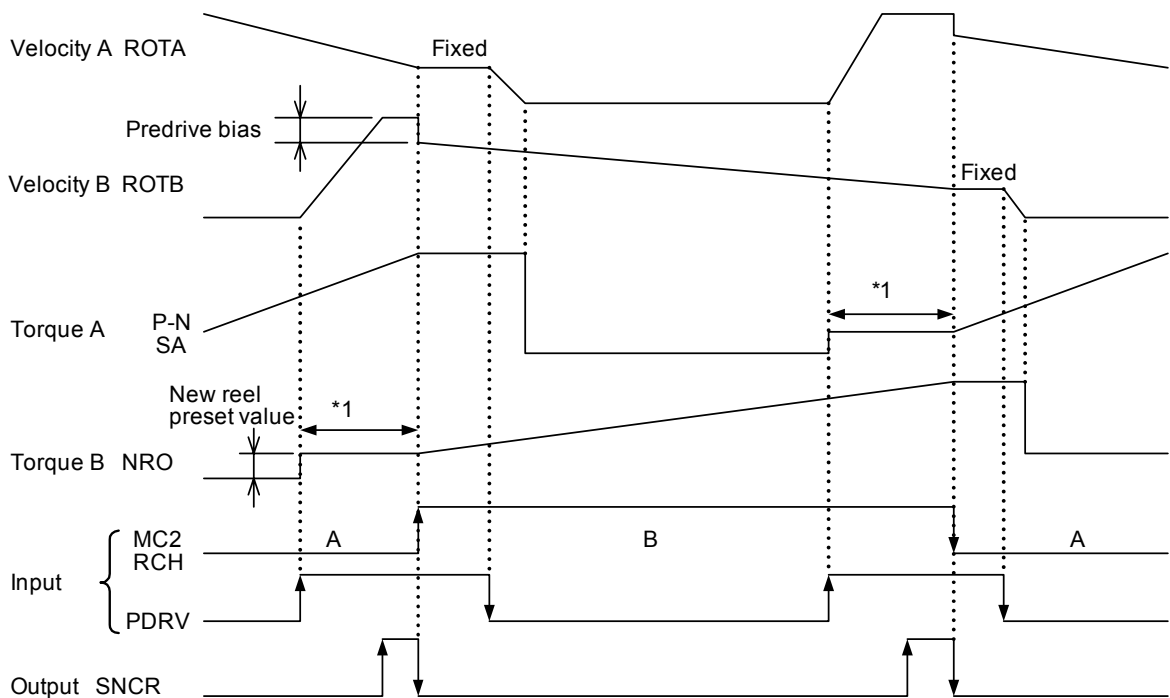 Velocity A ROTA
Fixed
Predrive bias
Velocity B ROTB
Fixed
Torque A P-N SA
*1
New reel preset value
*1
Torque B NRO
MC2 RCH
A
B
A
Input
PDRV
Output SNCR